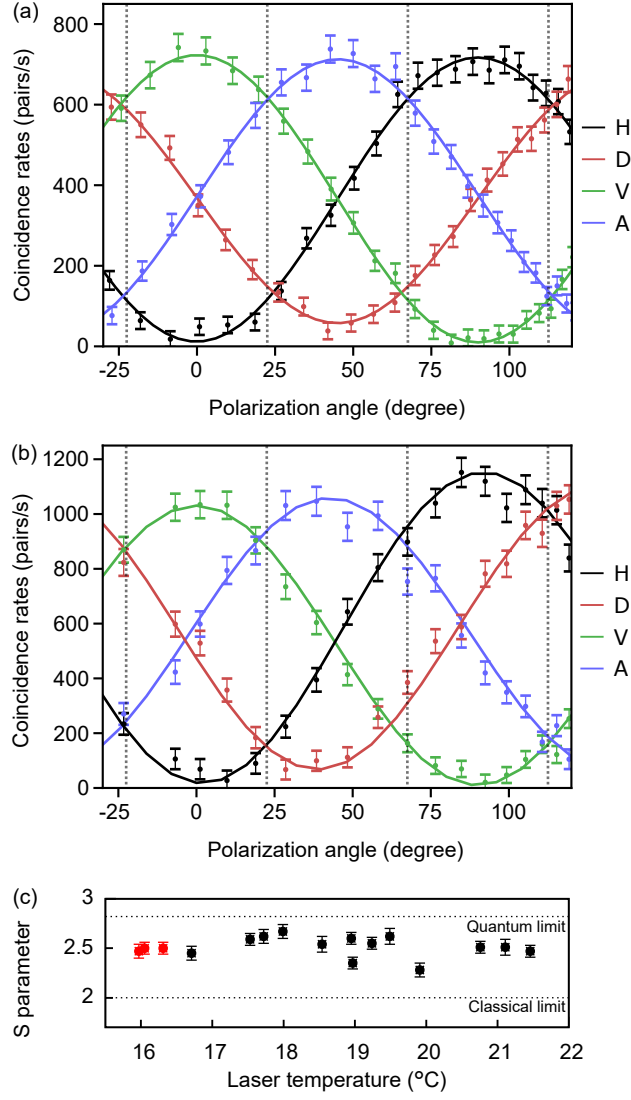 (a)
800
600
400
200
0
Coincidence rates (pairs/s)
-25
0
25
50
75
100
Polarization angle (degree)
H
D
V
A
(b)
1200
1000
800
600
400
200
0
Coincidence rates (pairs/s)
-25
0
25
50
75
100
Polarization angle (degree)
H
D
V
A
(c)
3
2.5
2
S parameter
Quantum limit
Classical limit
16
17
18
19
20
21
22
Laser temperature (ºC)